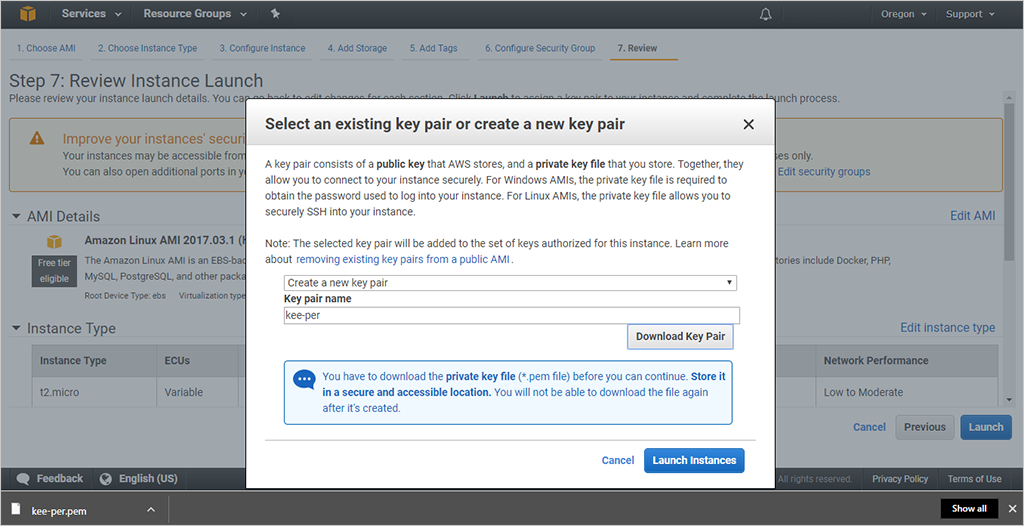 Services Resource Groups Oregon Support
1. Choose AMI 2. Choose Instance Type 3. Configure Instance 4. Add Storage 5. Add Tags 6. Configure Security Group 7. Review
Step 7: Review Instance Launch
Please review your instance launch details. You can go back to edit changes for each section. Click Launch to assign a key pair to your instance and complete the launch process.
Improve your instances' securi
Your instances may be accessible from
ses only.
You can also open additional ports in yo
Edit security groups
AMI Details
Edit AMI
Amazon Linux AMI 2017.03.1 (H
Free tier
eligible
The Amazon Linux AMI is an EBS-bac
tories include Docker, PHP,
MySQL, PostgreSQL, and other packa
Root Device Type: ebs Virtualization type
Instance Type
Edit instance type
Instance Type ECUs Network Performance
t2.micro Variable Low to Moderate
Cancel Previous Launch
Select an existing key pair or create a new key pair
A key pair consists of a public key that AWS stores, and a private key file that you store. Together, they
allow you to connect to your instance securely. For Windows AMIs, the private key file is required to
obtain the password used to log into your instance. For Linux AMIs, the private key file allows you to
securely SSH into your instance.
Note: The selected key pair will be added to the set of keys authorized for this instance. Learn more
about removing existing key pairs from a public AMI .
Create a new key pair
Key pair name
kee-per
Download Key Pair
You have to download the private key file (*.pem file) before you can continue. Store it
in a secure and accessible location. You will not be able to download the file again
after it's created.
Cancel Launch Instances
Feedback English (US) All rights reserved. Privacy Policy Terms of Use
kee-per.pem Show all